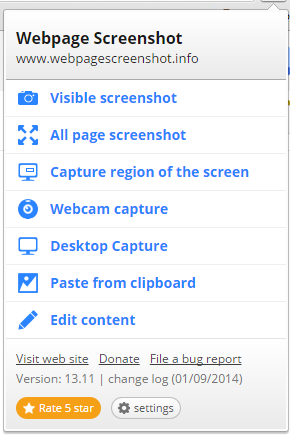 Webpage Screenshot
www.webpagescreenshot.info
Visible screenshot
All page screenshot
Capture region of the screen
Webcam capture
Desktop Capture
Paste from clipboard
Edit content
Visit web site Donate File a bug report
Version: 13.11 | change log (01/09/2014)
Rate 5 star settings